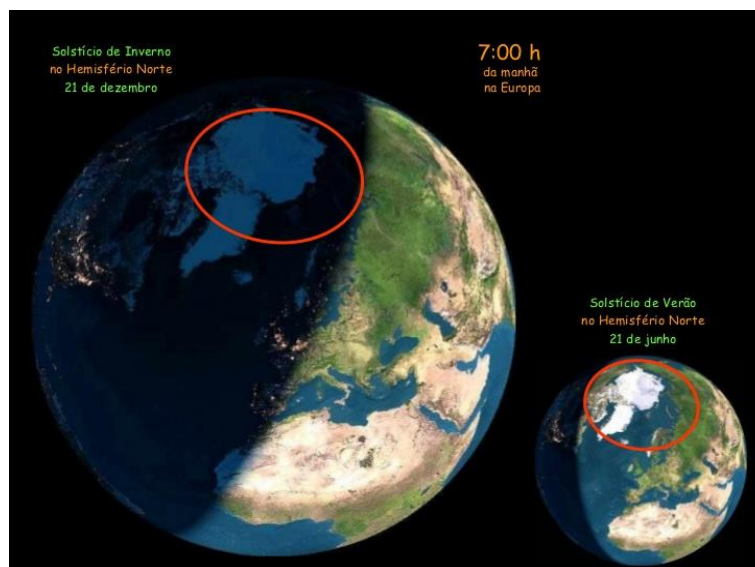 Solstício de Inverno
no Hemisfério Norte
21 de dezembro
7:00 h
da manhã
na Europa
Solstício de Verão
no Hemisfério Norte
21 de junho